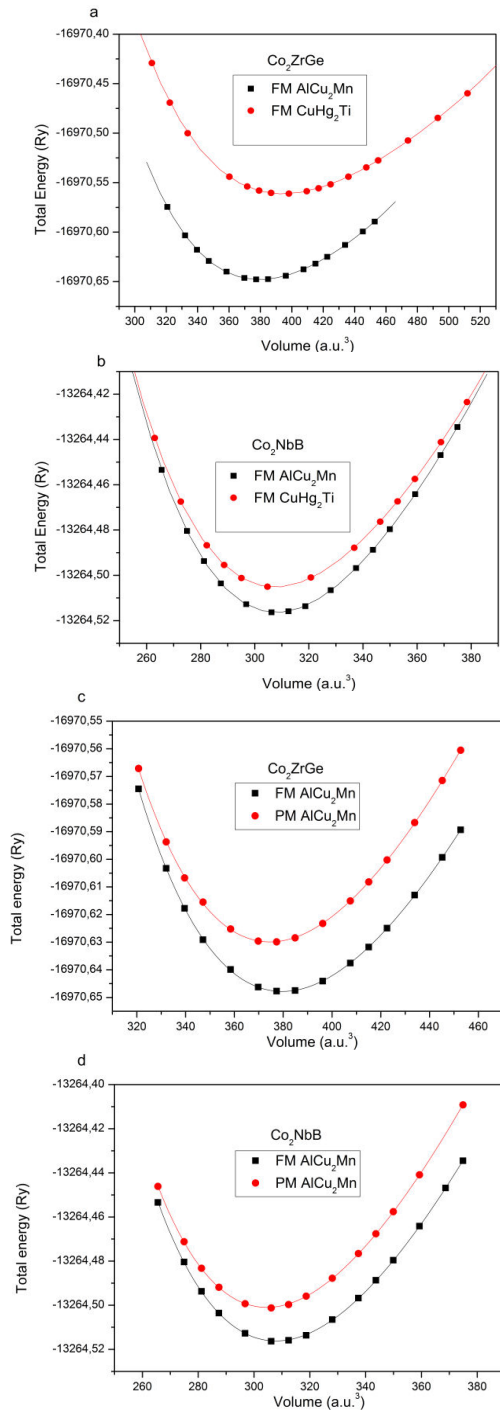 a
-16970,40
-16970,45
-16970,50
-16970,55
-16970,60
-16970,65
Total Energy (Ry)
Co₂ZrGe
FM AlCu₂Mn
FM CuHg₂Ti
300 320 340 360 380 400 420 440 460 480 500 520
Volume (a.u.³)
b
-13264,42
-13264,44
-13264,46
-13264,48
-13264,50
-13264,52
Total Energy (Ry)
Co₂NbB
FM AlCu₂Mn
FM CuHg₂Ti
260 280 300 320 340 360 380
Volume (a.u.³)
c
-16970,55
-16970,56
-16970,57
-16970,58
-16970,59
-16970,60
-16970,61
-16970,62
-16970,63
-16970,64
-16970,65
Total energy (Ry)
Co₂ZrGe
FM AlCu₂Mn
PM AlCu₂Mn
320 340 360 380 400 420 440 460
Volume (a.u.³)
d
-13264,40
-13264,42
-13264,44
-13264,46
-13264,48
-13264,50
-13264,52
Total energy (Ry)
Co₂NbB
FM AlCu₂Mn
PM AlCu₂Mn
260 280 300 320 340 360 380
Volume (a.u.³)